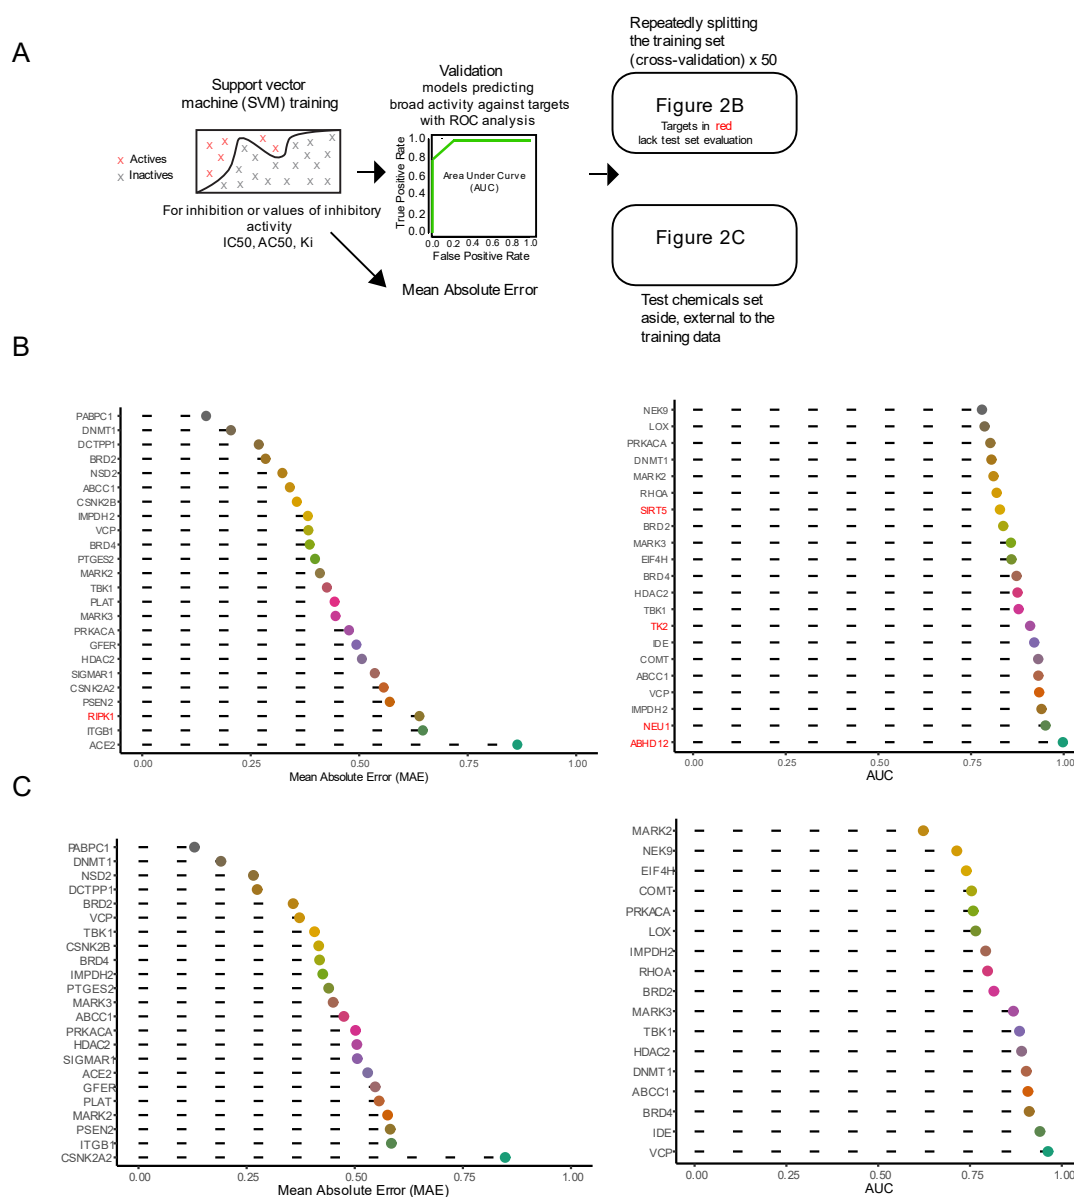 A
Support vector
machine (SVM) training
x Actives
x Inactives
For inhibition or values of inhibitory
activity
IC50, AC50, Ki
Validation
models predicting
broad activity against targets
with ROC analysis
True Positive Rate
1.0
0.8
0.6
0.4
0.2
0.0
Area Under Curve
(AUC)
0.0 0.2 0.4 0.6 0.8 1.0
False Positive Rate
Mean Absolute Error
Repeatedly splitting
the training set
(cross-validation) x 50
Figure 2B
Targets in red
lack test set evaluation
Figure 2C
Test chemicals set
aside, external to the
training data
B
PABPC1
DNMT1
DCTPP1
BRD2
NSD2
ABCC1
CSNK2B
IMPDH2
VCP
BRD4
PTGES2
MARK2
TBK1
PLAT
MARK3
PRKACA
GFER
HDAC2
SIGMAR1
CSNK2A2
PSEN2
RIPK1
ITGB1
ACE2
0.00 0.25 0.50 0.75 1.00
Mean Absolute Error (MAE)
NEK9
LOX
PRKACA
DNMT1
MARK2
RHOA
SIRT5
BRD2
MARK3
EIF4H
BRD4
HDAC2
TBK1
TK2
IDE
COMT
ABCC1
VCP
IMPDH2
NEU1
ABHD12
0.00 0.25 0.50 0.75 1.00
AUC
C
PABPC1
DNMT1
NSD2
DCTPP1
BRD2
VCP
TBK1
CSNK2B
BRD4
IMPDH2
PTGES2
MARK3
ABCC1
PRKACA
HDAC2
SIGMAR1
ACE2
GFER
PLAT
MARK2
PSEN2
ITGB1
CSNK2A2
0.00 0.25 0.50 0.75 1.00
Mean Absolute Error (MAE)
MARK2
NEK9
EIF4H
COMT
PRKACA
LOX
IMPDH2
RHOA
BRD2
MARK3
TBK1
HDAC2
DNMT1
ABCC1
BRD4
IDE
VCP
0.00 0.25 0.50 0.75 1.00
AUC